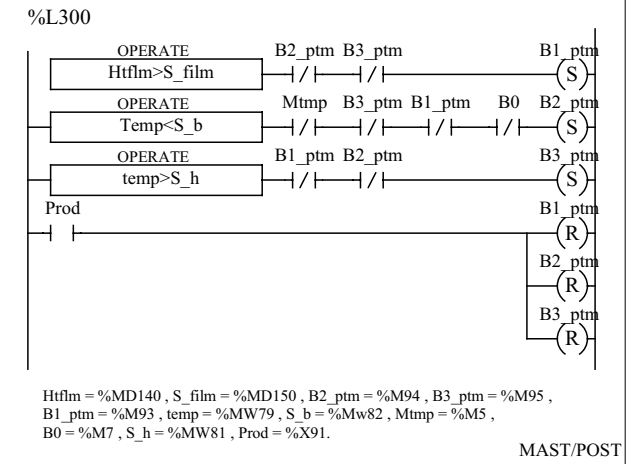 %L300
OPERATE B2_ptm B3_ptm B1_ptm
Htflm>S_film S
OPERATE Mtmp B3_ptm B1_ptm B0 B2_ptm
Temp<S_b S
OPERATE B1_ptm B2_ptm B3_ptm
temp>S_h S
Prod B1_ptm
R
B2_ptm
R
B3_ptm
R
Htflm = %MD140 , S_film = %MD150 , B2_ptm = %M94 , B3_ptm = %M95 ,
B1_ptm = %M93 , temp = %MW79 , S_b = %Mw82 , Mtmp = %M5 ,
B0 = %M7 , S_h = %MW81 , Prod = %X91.
MAST/POST